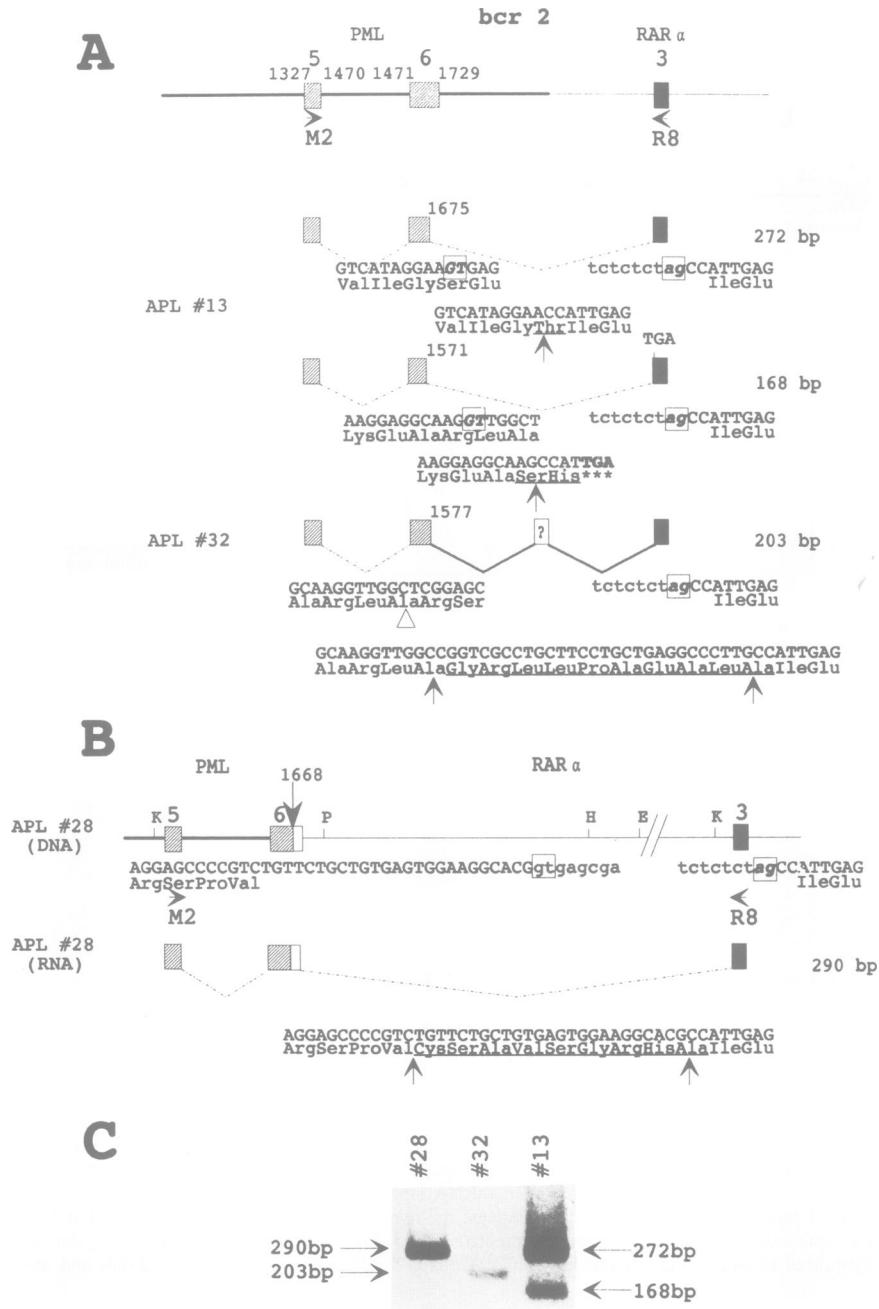 bcr 2
A
PML
RAR α
5
6
3
1327
1470
1471
1729
M2
R8
1675
272 bp
GTCATAGGAAGTGAG
ValIleGlySerGlu
tctctctagCCATTGAG
IleGlu
APL #13
GTCATAGGAACCATTGAG
ValIleGlyThrIleGlu
TGA
1571
168 bp
AAGGAGGCAAGGTTGGCT
LysGluAlaArgLeuAla
tctctctagCCATTGAG
IleGlu
AAGGAGGCAAGCCATTGA
LysGluAlaSerHis***
1577
APL #32
?
203 bp
GCAAGGTTGGCTCGGAGC
AlaArgLeuAlaArgSer
tctctctagCCATTGAG
IleGlu
GCAAGGTTGGCCGGTCGCCTGCTTCCTGCTGAGGCCCTTGCCATTGAG
AlaArgLeuAlaGlyArgLeuLeuProAlaGluAlaLeuAlaIleGlu
B
PML
1668
RAR α
APL #28
(DNA)
K
5
6
P
H
E
K
3
AGGAGCCCCGTCTGTTCTGCTGTGAGTGGAAGGCACGgtgagcga
ArgSerProVal
tctctctagCCATTGAG
IleGlu
M2
R8
APL #28
(RNA)
290 bp
AGGAGCCCCGTCTGTTCTGCTGTGAGTGGAAGGCACGCCATTGAG
ArgSerProValCysSerAlaValSerGlyArgHisAlaIleGlu
C
#28
#32
#13
290bp
272bp
203bp
168bp